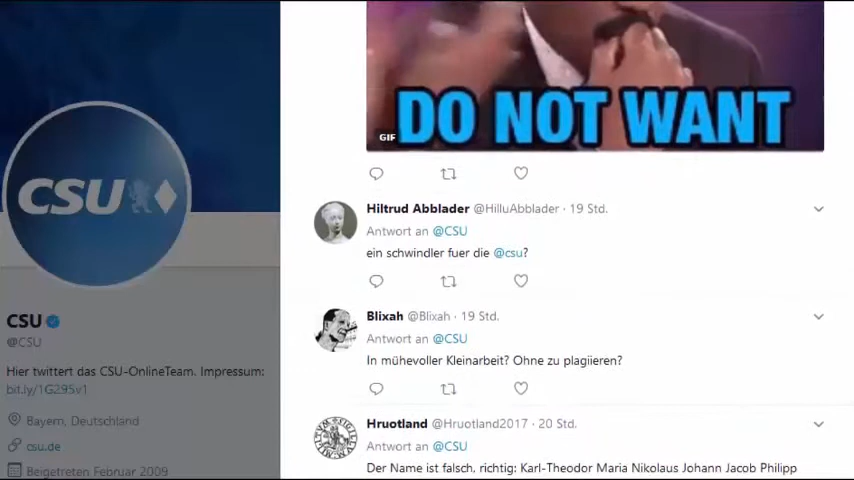 DO NOT WANT
GIF
CSU
Hiltrud Abblader @HilluAbblader · 19 Std.
Antwort an @CSU
ein schwindler fuer die @csu?
CSU
@CSU
Hier twittert das CSU-OnlineTeam. Impressum:
bit.ly/1G295v1
Bayern, Deutschland
csu.de
Beigetreten Februar 2009
Blixah @Blixah · 19 Std.
Antwort an @CSU
In mühevoller Kleinarbeit? Ohne zu plagiieren?
Hruotland @Hruotland2017 · 20 Std.
Antwort an @CSU
Der Name ist falsch, richtig: Karl-Theodor Maria Nikolaus Johann Jacob Philipp